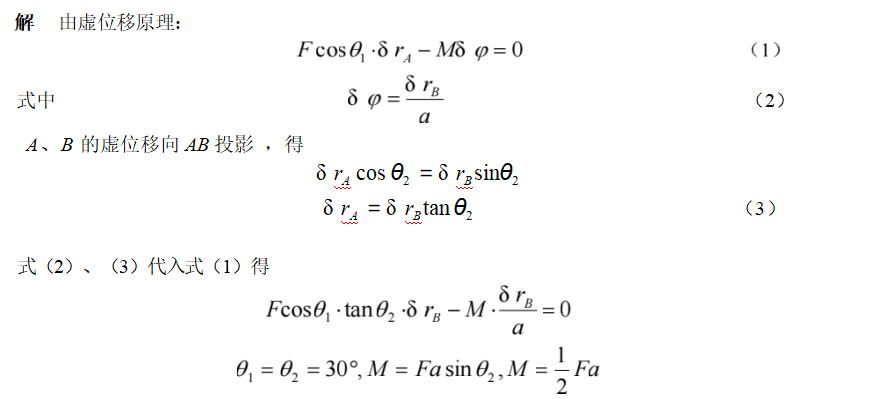 解 由虚位移原理:
F cos θ₁ · δ r_A − Mδ φ = 0 （1）
式中 δ φ = δ r_B / a （2）
A、B 的虚位移向 AB 投影 ，得
δ r_A cos θ₂ = δ r_B sinθ₂
δ r_A = δ r_B tan θ₂ （3）
式（2）、（3）代入式（1）得
Fcosθ₁ · tanθ₂ · δ r_B − M · δ r_B / a = 0
θ₁ = θ₂ = 30°, M = Fa sin θ₂ , M = 1/2 Fa